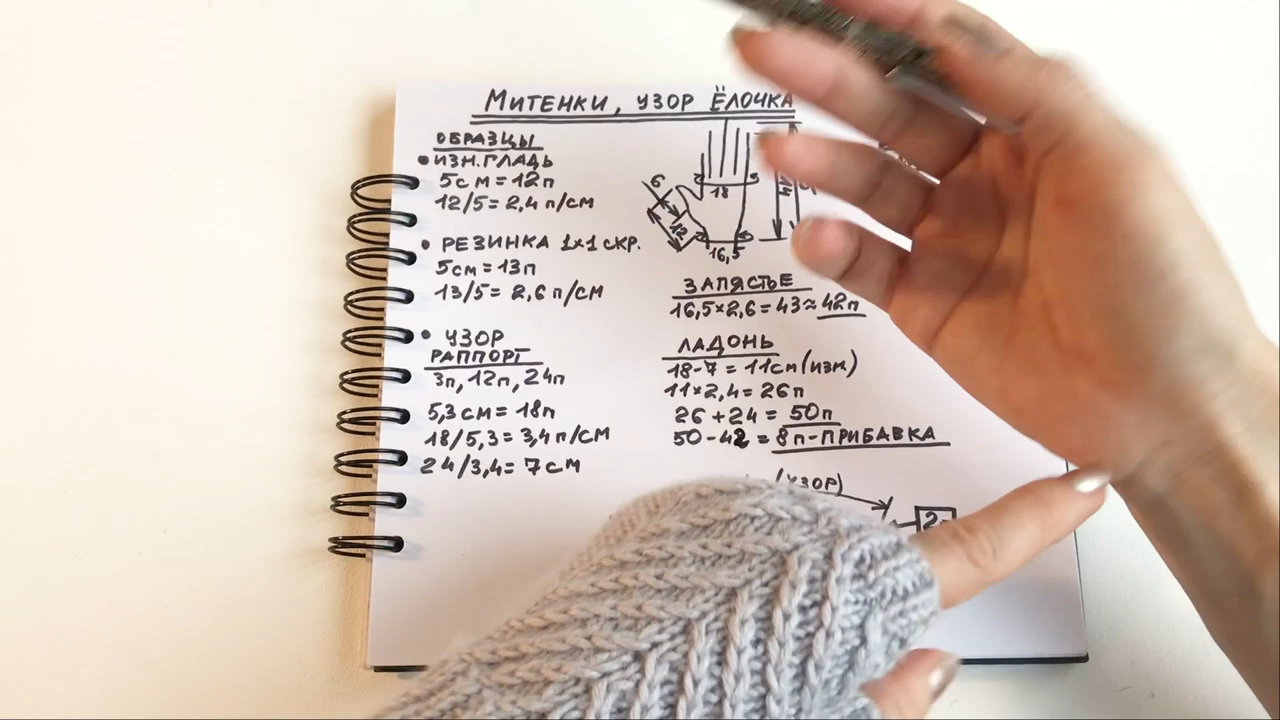 МИТЕНКИ, УЗОР ЁЛОЧКА
ОБРАЗЦЫ
• ИЗН. ГЛАДЬ
5см = 12п
12/5 = 2,4 п/см
• РЕЗИНКА 1х1 СКР.
5см = 13п
13/5 = 2,6 п/см
• УЗОР
РАППОРТ
3п, 12п, 24п
5,3 см = 18п
18/5,3 = 3,4 п/см
24/3,4 = 7 см
6
18
12
16,5
ЗАПЯСТЬЕ
16,5×2,6 = 43 ≈ 42п
ЛАДОНЬ
18-7 = 11см (изн)
11×2,4 = 26п
26 + 24 = 50п
50 - 42 = 8п - ПРИБАВКА
(УЗОР)